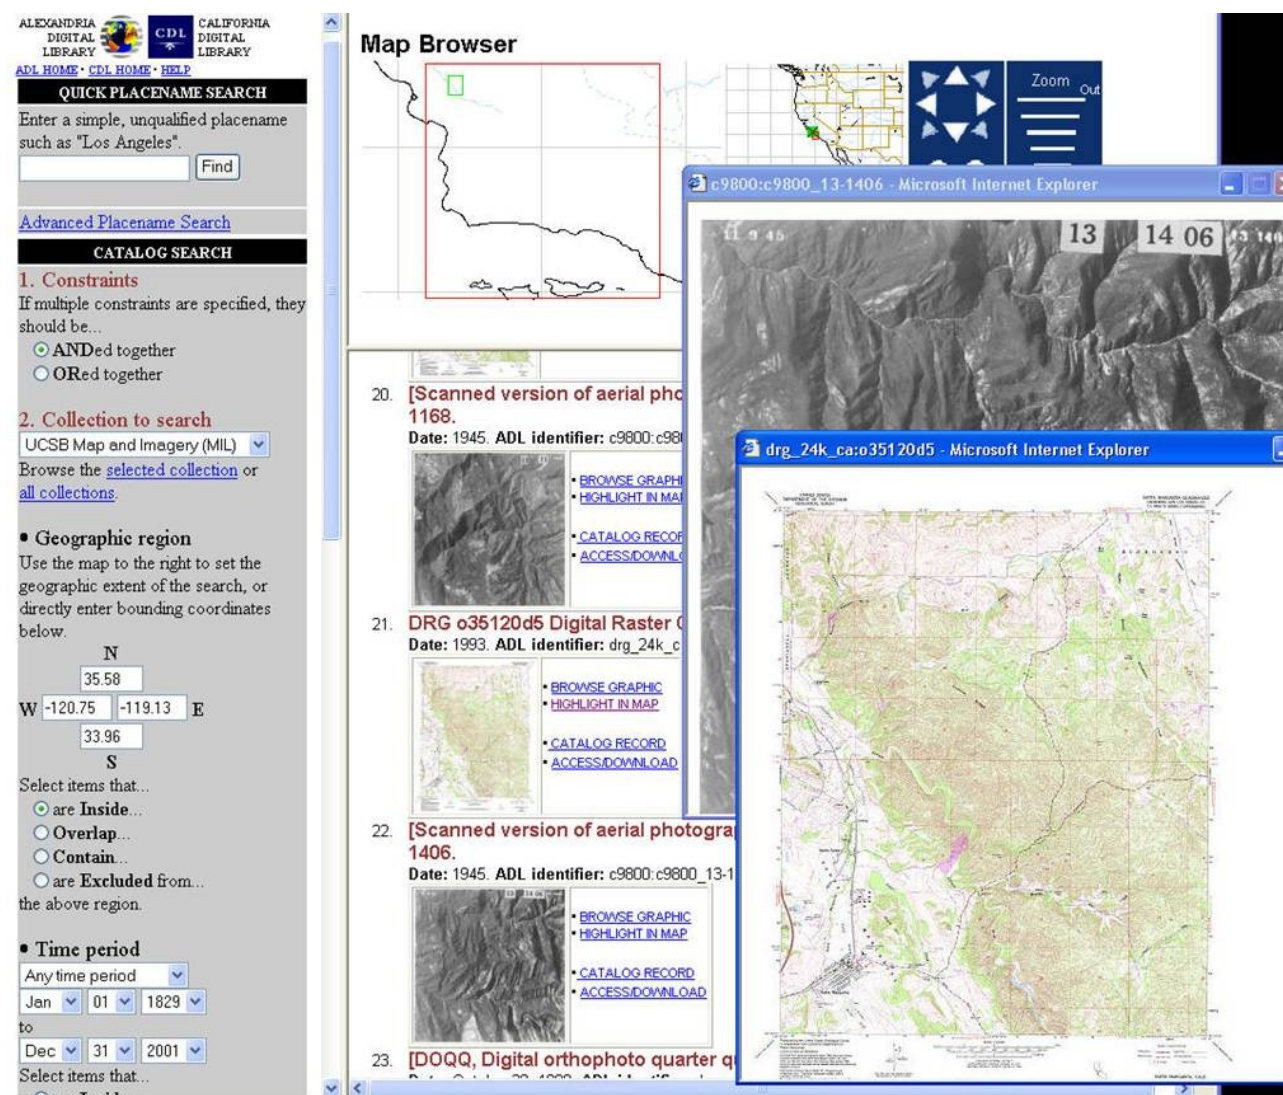 ALEXANDRIA
DIGITAL
LIBRARY
CDL
CALIFORNIA
DIGITAL
LIBRARY
ADL HOME • CDL HOME • HELP
QUICK PLACENAME SEARCH
Enter a simple, unqualified placename
such as "Los Angeles".
Find
Advanced Placename Search
CATALOG SEARCH
1. Constraints
If multiple constraints are specified, they
should be...
ANDed together
ORed together
2. Collection to search
UCSB Map and Imagery (MIL)
Browse the selected collection or
all collections.
• Geographic region
Use the map to the right to set the
geographic extent of the search, or
directly enter bounding coordinates
below.
N
35.58
W -120.75 -119.13 E
33.96
S
Select items that...
are Inside...
Overlap...
Contain...
are Excluded from...
the above region.
• Time period
Any time period
Jan 01 1829
to
Dec 31 2001
Select items that...
Map Browser
Zoom
Out
20. [Scanned version of aerial pho
1168.
Date: 1945. ADL identifier: c9800:c98
• BROWSE GRAPH
• HIGHLIGHT IN MA
• CATALOG RECOR
• ACCESS/DOWNL
21. DRG o35120d5 Digital Raster
Date: 1993. ADL identifier: drg_24k_c
• BROWSE GRAPHIC
• HIGHLIGHT IN MAP
• CATALOG RECORD
• ACCESS/DOWNLOAD
22. [Scanned version of aerial photogra
1406.
Date: 1945. ADL identifier: c9800:c9800_13-1
• BROWSE GRAPHIC
• HIGHLIGHT IN MAP
• CATALOG RECORD
• ACCESS/DOWNLOAD
23. [DOQQ, Digital orthophoto quarter q
c9800:c9800_13-1406 - Microsoft Internet Explorer
11 9 45
13 14 06
drg_24k_ca:o35120d5 - Microsoft Internet Explorer